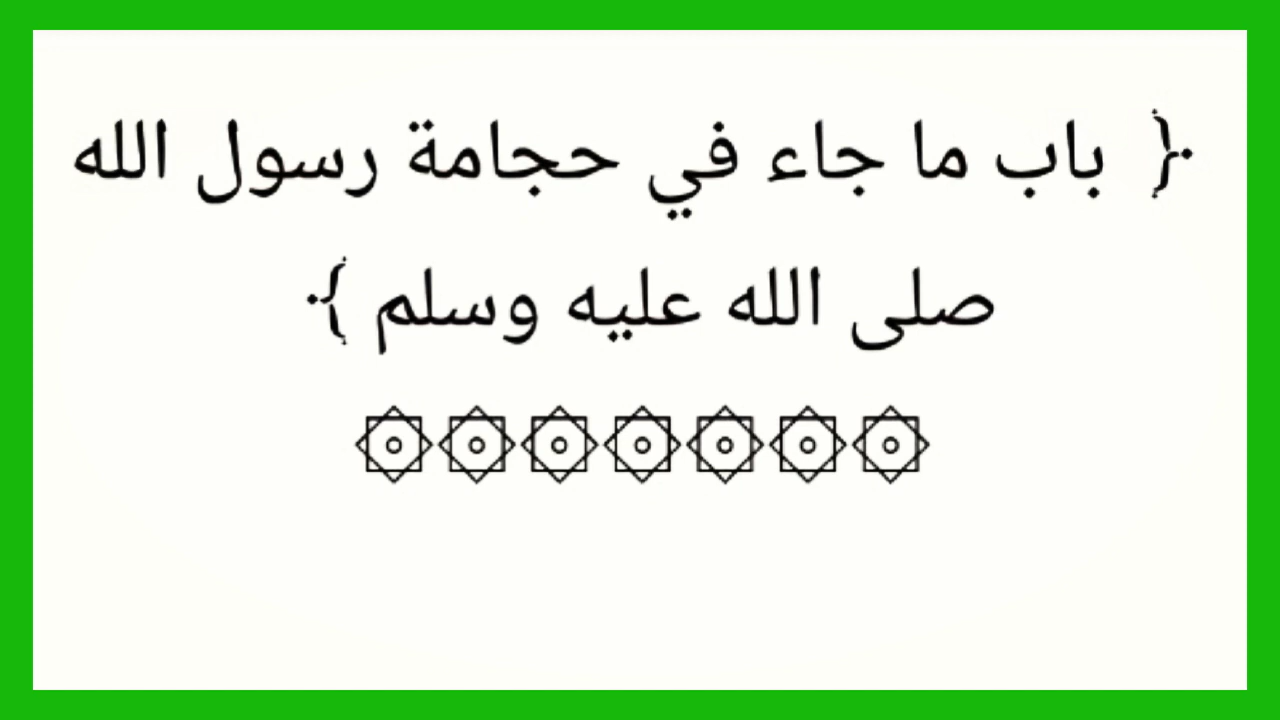 ﴿ باب ما جاء في حجامة رسول الله
صلى الله عليه وسلم ﴾
۞۞۞۞۞۞۞